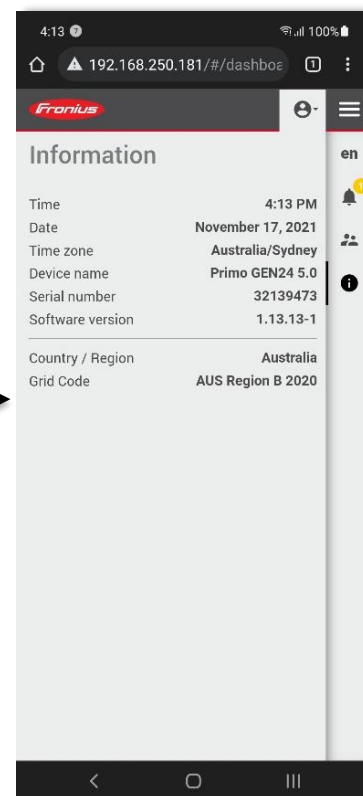 4:13 7 100%
192.168.250.181/#/dashboa 1
Fronius
Information
en
1
Time 4:13 PM
Date November 17, 2021
Time zone Australia/Sydney
Device name Primo GEN24 5.0
Serial number 32139473
Software version 1.13.13-1
Country / Region Australia
Grid Code AUS Region B 2020